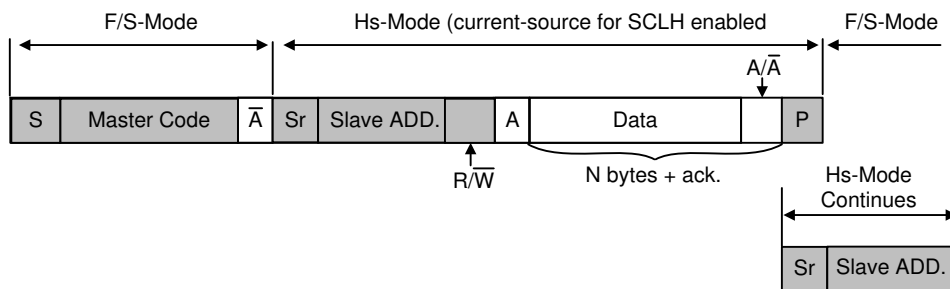 F/S-Mode
Hs-Mode (current-source for SCLH enabled
F/S-Mode
A/A̅
S
Master Code
A̅
Sr
Slave ADD.
A
Data
P
R/W̅
N bytes + ack.
Hs-Mode
Continues
Sr
Slave ADD.